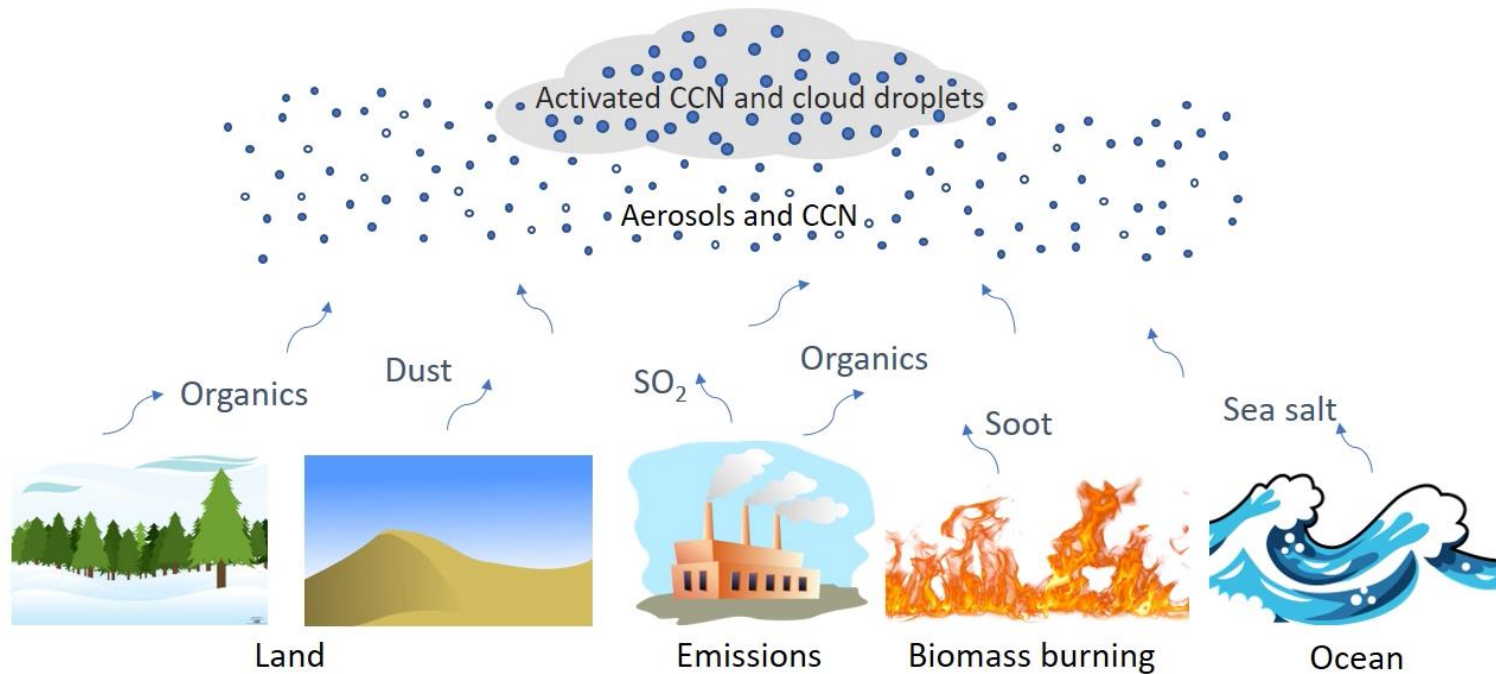 Activated CCN and cloud droplets
Aerosols and CCN
Organics
Dust
SO₂
Organics
Soot
Sea salt
Land
Emissions
Biomass burning
Ocean